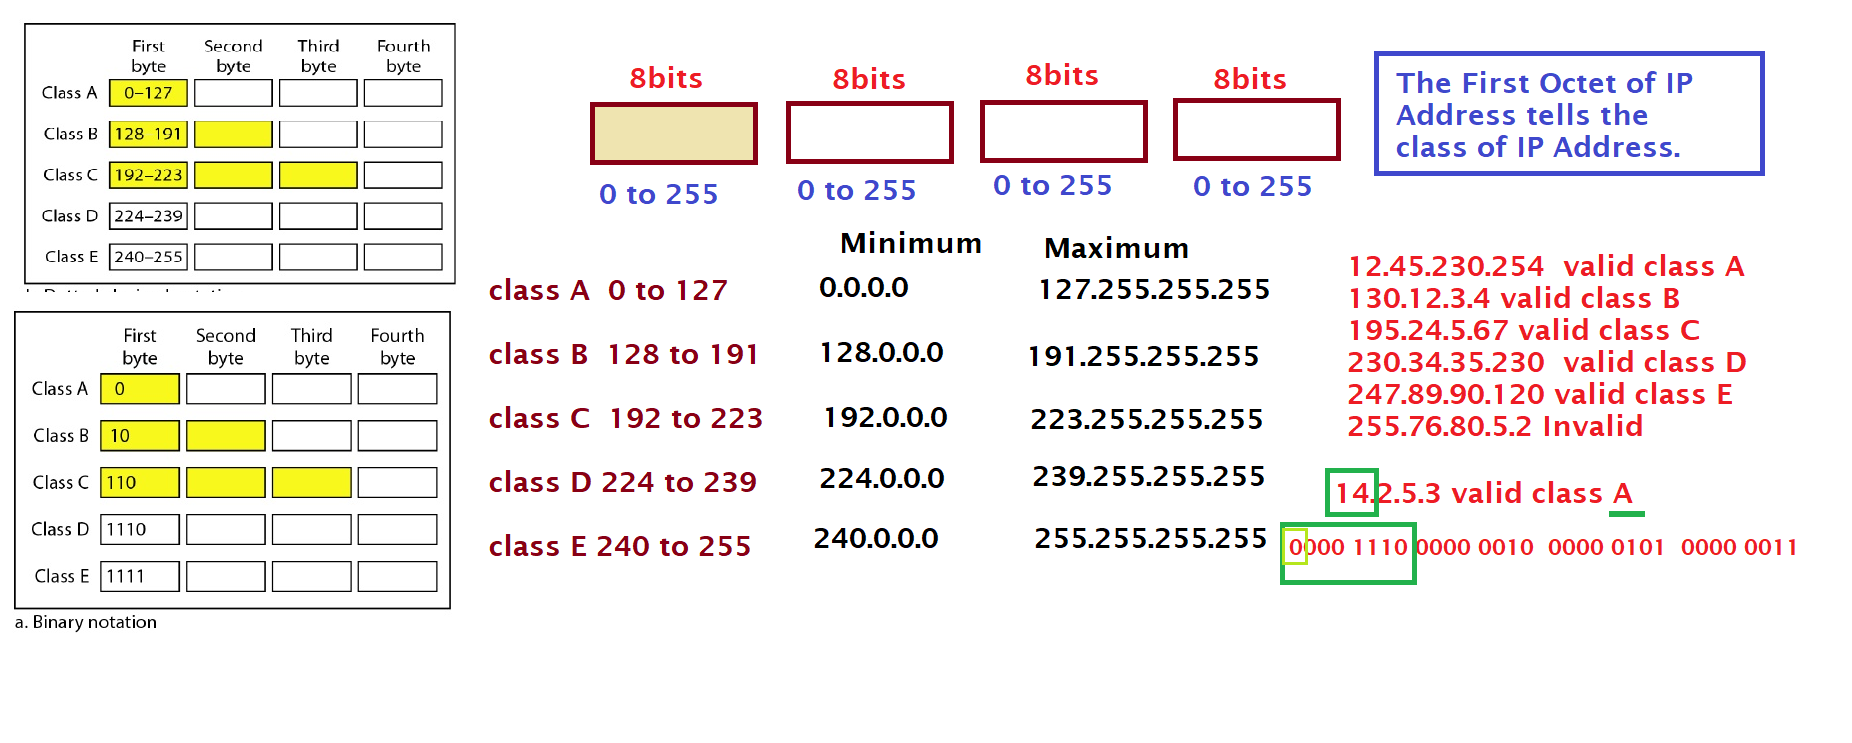 First Second Third Fourth
byte byte byte byte
Class A 0–127
Class B 128 191
Class C 192–223
Class D 224–239
Class E 240–255
First Second Third Fourth
byte byte byte byte
Class A 0
Class B 10
Class C 110
Class D 1110
Class E 1111
a. Binary notation
8bits 8bits 8bits 8bits
0 to 255 0 to 255 0 to 255 0 to 255
The First Octet of IP
Address tells the
class of IP Address.
Minimum Maximum
class A 0 to 127 0.0.0.0 127.255.255.255
class B 128 to 191 128.0.0.0 191.255.255.255
class C 192 to 223 192.0.0.0 223.255.255.255
class D 224 to 239 224.0.0.0 239.255.255.255
class E 240 to 255 240.0.0.0 255.255.255.255
12.45.230.254 valid class A
130.12.3.4 valid class B
195.24.5.67 valid class C
230.34.35.230 valid class D
247.89.90.120 valid class E
255.76.80.5.2 Invalid
14.2.5.3 valid class A
0000 1110 0000 0010 0000 0101 0000 0011